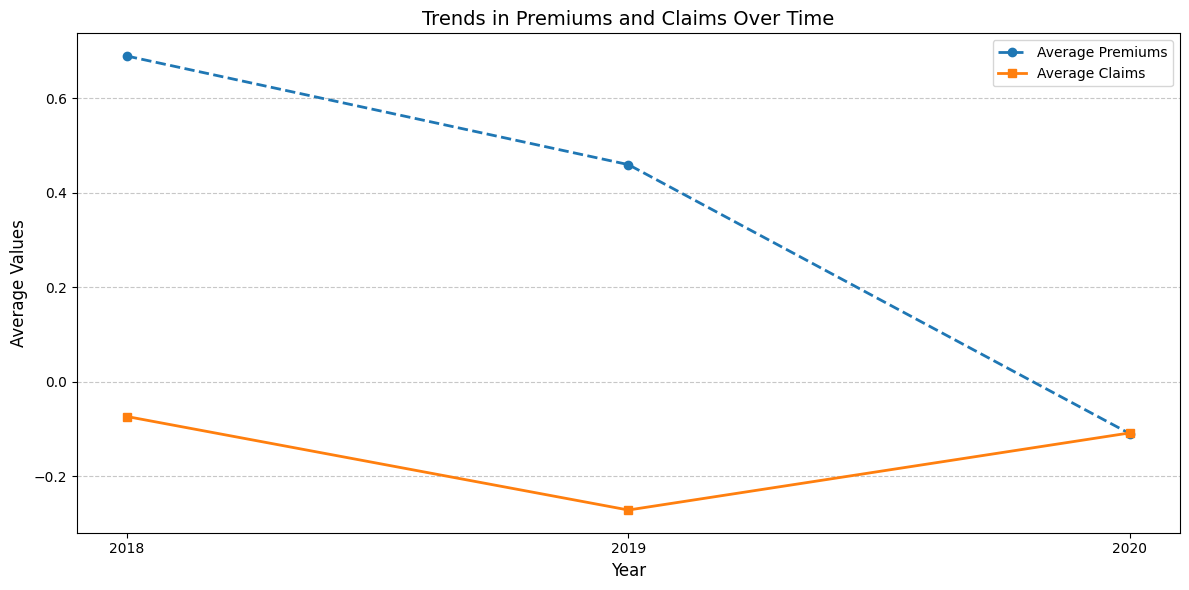 Trends in Premiums and Claims Over Time
Average Premiums
Average Claims
Average Values
0.6
0.4
0.2
0.0
−0.2
2018
2019
2020
Year